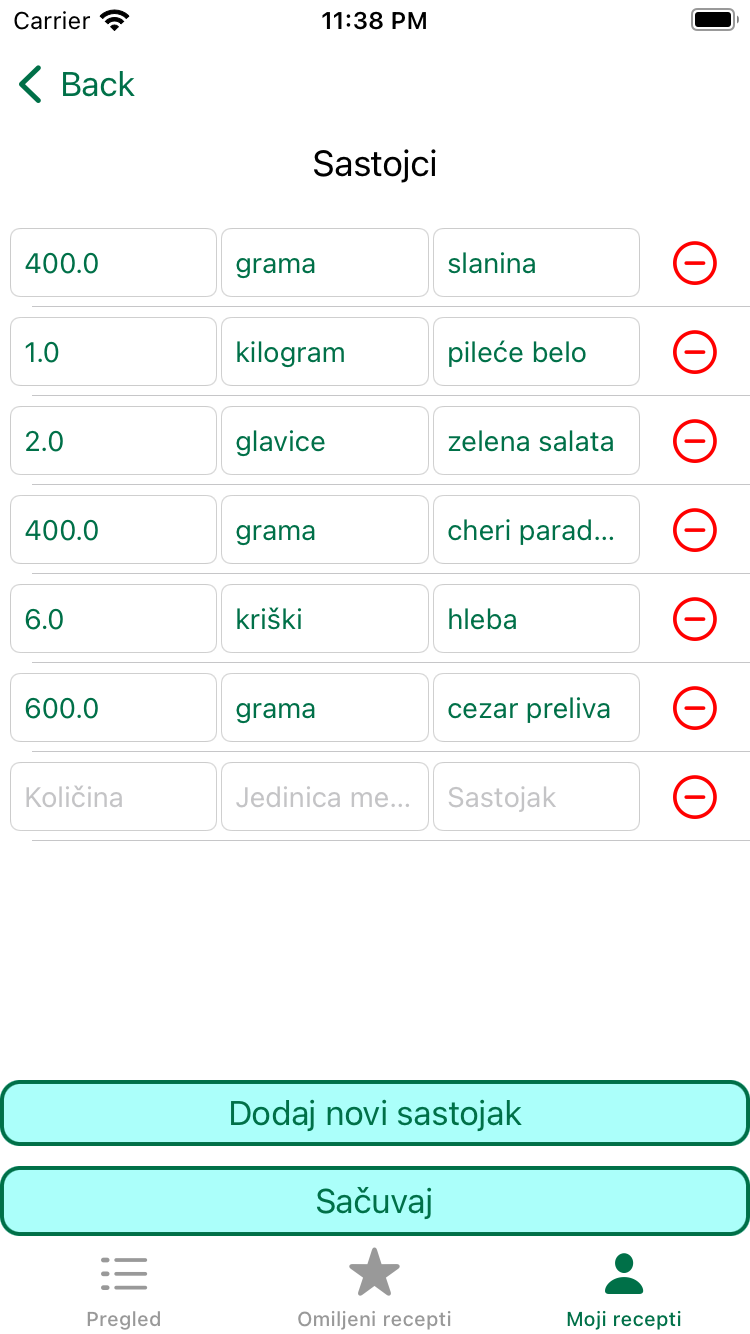 Carrier 11:38 PM
Back
Sastojci
400.0 grama slanina
1.0 kilogram pileće belo
2.0 glavice zelena salata
400.0 grama cheri parad...
6.0 kriški hleba
600.0 grama cezar preliva
Količina Jedinica me... Sastojak
Dodaj novi sastojak
Sačuvaj
Pregled Omiljeni recepti Moji recepti